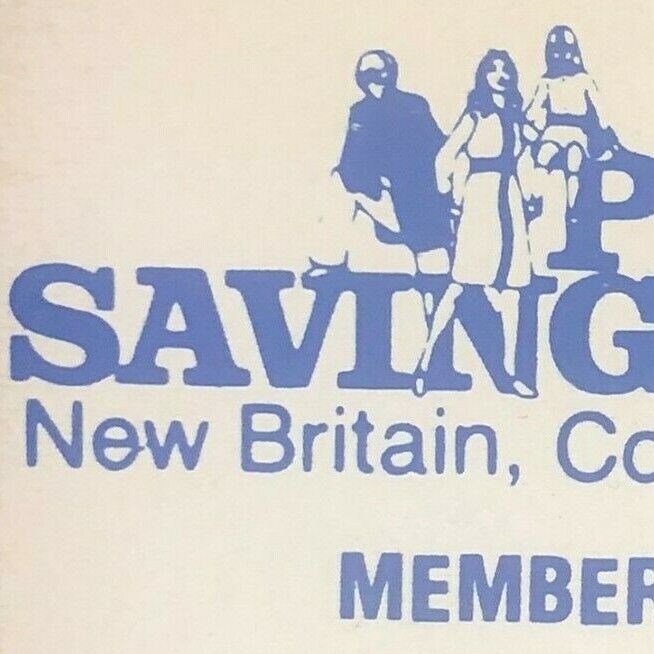 P
SAVING
New Britain, Co
MEMBER